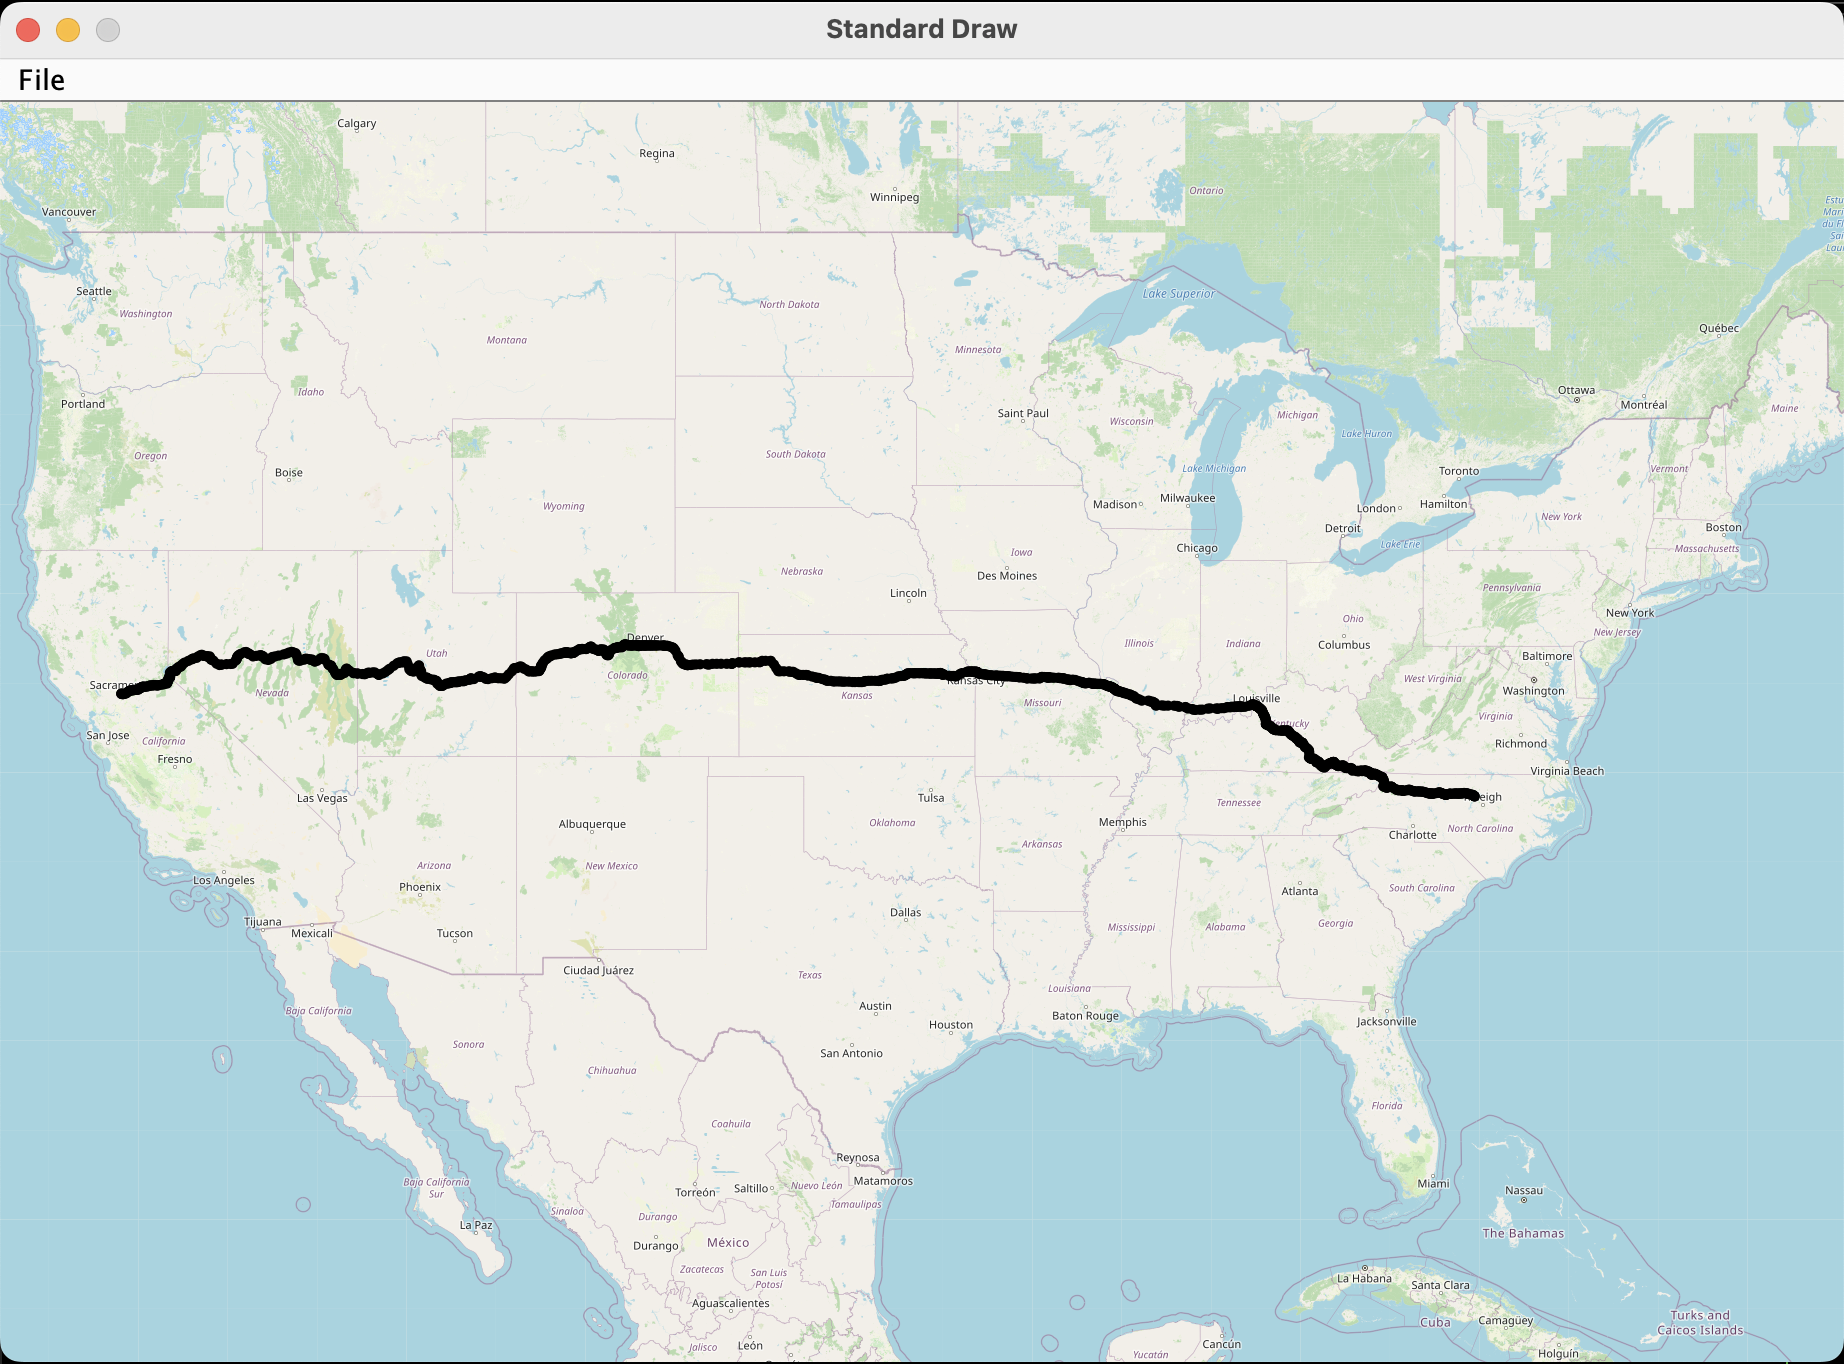 Standard Draw
File
Calgary
Regina
Winnipeg
Ontario
Vancouver
Seattle
Washington
North Dakota
Lake Superior
Montana
Minnesota
Québec
Idaho
Portland
Saint Paul
Wisconsin
Michigan
Ottawa
Montréal
Maine
Lake Huron
Oregon
South Dakota
Boise
Lake Michigan
Toronto
Vermont
Wyoming
Madison
Milwaukee
London
Hamilton
New York
Detroit
Boston
Chicago
Lake Erie
Massachusetts
Iowa
Des Moines
Nebraska
Lincoln
Pennsylvania
New York
Ohio
New Jersey
Denver
Illinois
Indiana
Columbus
Utah
Baltimore
Colorado
Kansas City
West Virginia
Washington
Sacrame
Nevada
Kansas
Missouri
Louisville
entucky
Virginia
San Jose
California
Richmond
Fresno
Virginia Beach
Las Vegas
Tulsa
Tennessee
eigh
Albuquerque
Oklahoma
Memphis
Charlotte
North Carolina
Arizona
New Mexico
Arkansas
Los Angeles
Phoenix
Atlanta
South Carolina
Dallas
Tijuana
Mexicali
Tucson
Mississippi
Alabama
Georgia
Ciudad Juárez
Texas
Louisiana
Baja California
Austin
Baton Rouge
Houston
Jacksonville
Sonora
San Antonio
Chihuahua
Florida
Coahuila
Reynosa
Baja California
Sur
Torreón
Saltillo
Nuevo León
Matamoros
Miami
Nassau
Sinaloa
Durango
Tamaulipas
La Paz
The Bahamas
Durango
México
Zacatecas
San Luis
Potosí
La Habana
Santa Clara
Aguascalientes
Cuba
Camagüey
Turks and
Caicos Islands
Jalisco
León
Yucatán
Cancún
Holguín